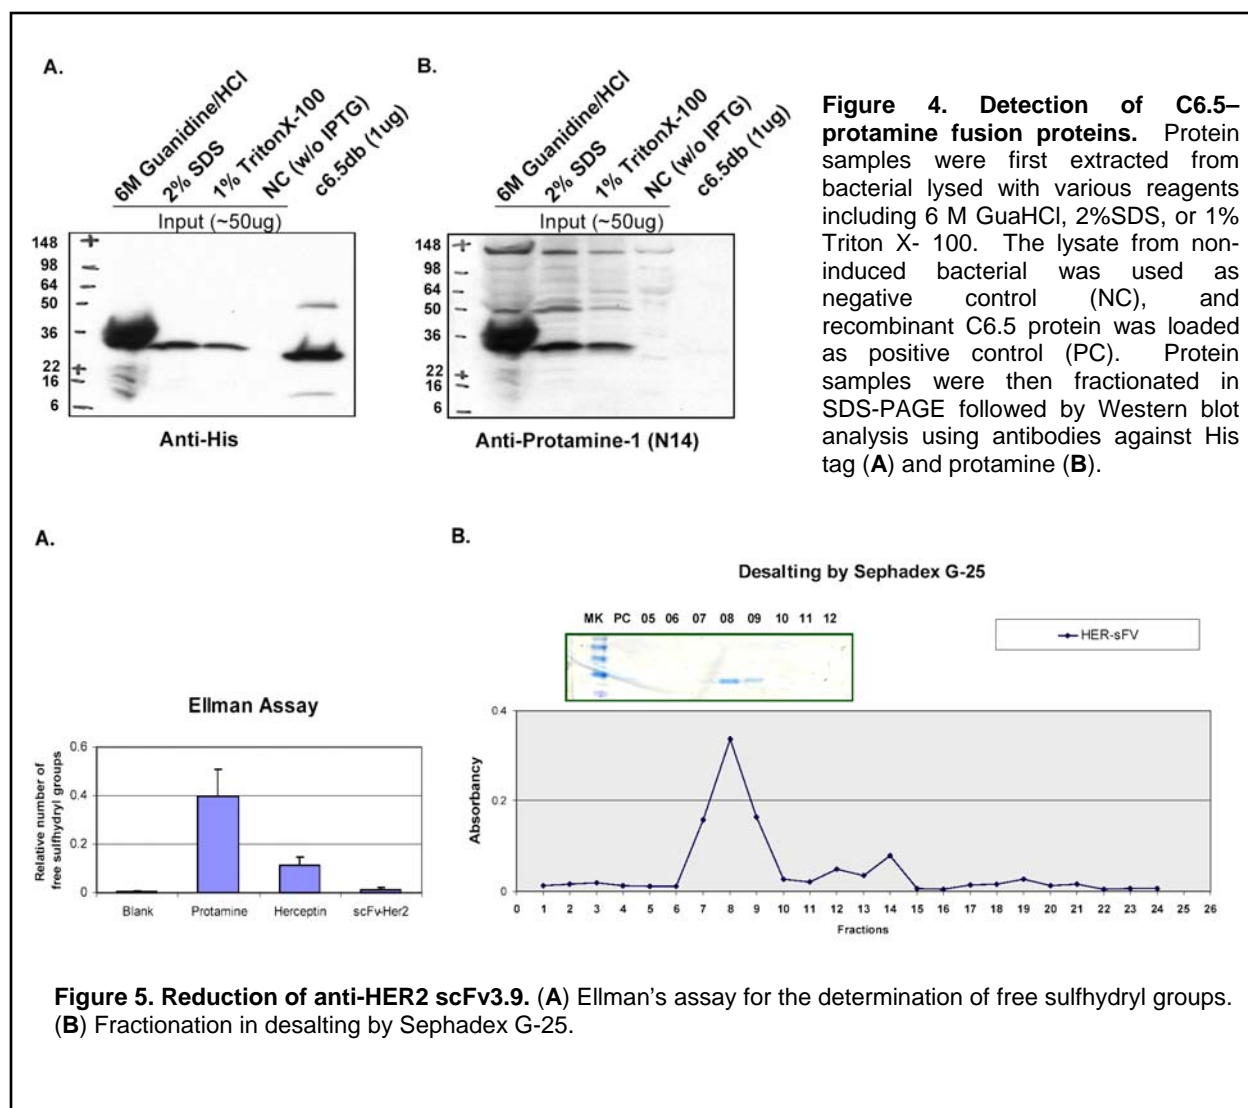 A.
6M Guanidine/HCl
2% SDS
1% TritonX-100
NC (w/o IPTG)
c6.5db (1ug)
Input (~50ug)
148
98
64
50
36
22
16
6
Anti-His
B.
6M Guanidine/HCl
2% SDS
1% TritonX-100
NC (w/o IPTG)
c6.5db (1ug)
Input (~50ug)
148
98
64
50
36
22
16
6
Anti-Protamine-1 (N14)
Figure 4. Detection of C6.5–
protamine fusion proteins. Protein
samples were first extracted from
bacterial lysed with various reagents
including 6 M GuaHCl, 2%SDS, or 1%
Triton X- 100. The lysate from non-
induced bacterial was used as
negative control (NC), and
recombinant C6.5 protein was loaded
as positive control (PC). Protein
samples were then fractionated in
SDS-PAGE followed by Western blot
analysis using antibodies against His
tag (A) and protamine (B).
A.
Ellman Assay
Relative number of
free sulfhydryl groups
0.6
0.4
0.2
0
Blank Protamine Herceptin scFv-Her2
B.
Desalting by Sephadex G-25
MK PC 05 06 07 08 09 10 11 12
HER-sFV
Absorbancy
0.4
0.2
0
0 1 2 3 4 5 6 7 8 9 10 11 12 13 14 15 16 17 18 19 20 21 22 23 24 25 26
Fractions
Figure 5. Reduction of anti-HER2 scFv3.9. (A) Ellman's assay for the determination of free sulfhydryl groups.
(B) Fractionation in desalting by Sephadex G-25.